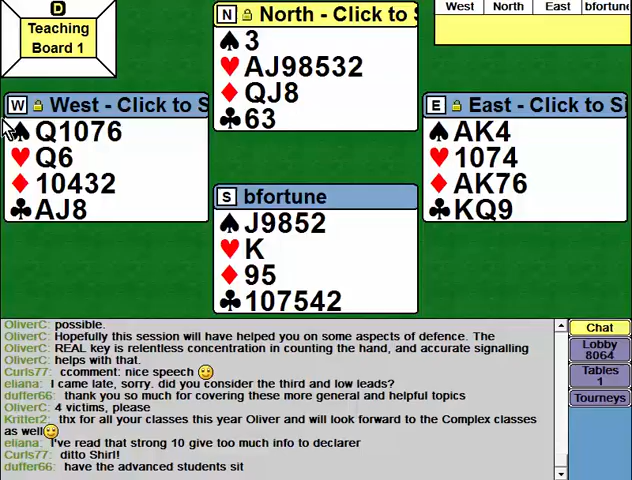 D
Teaching
Board 1
N North - Click to S
♠3
♥AJ98532
♦QJ8
♣63
West North East bfortune
W West - Click to S
♠Q1076
♥Q6
♦10432
♣AJ8
E East - Click to Si
♠AK4
♥1074
♦AK76
♣KQ9
S bfortune
♠J9852
♥K
♦95
♣107542
OliverC: possible.
OliverC: Hopefully this session will have helped you on some aspects of defence. The
OliverC: REAL key is relentless concentration in counting the hand, and accurate signalling
OliverC: helps with that.
Curls77: ccomment: nice speech
eliana: I came late, sorry. did you consider the third and low leads?
duffer66: thank you so much for covering these more general and helpful topics
OliverC: 4 victims, please
Kritter2: thx for all your classes this year Oliver and will look forward to the Complex classes
as well
eliana: I've read that strong 10 give too much info to declarer
Curls77: ditto Shirl!
duffer66: have the advanced students sit
Chat
Lobby
8064
Tables
1
Tourneys